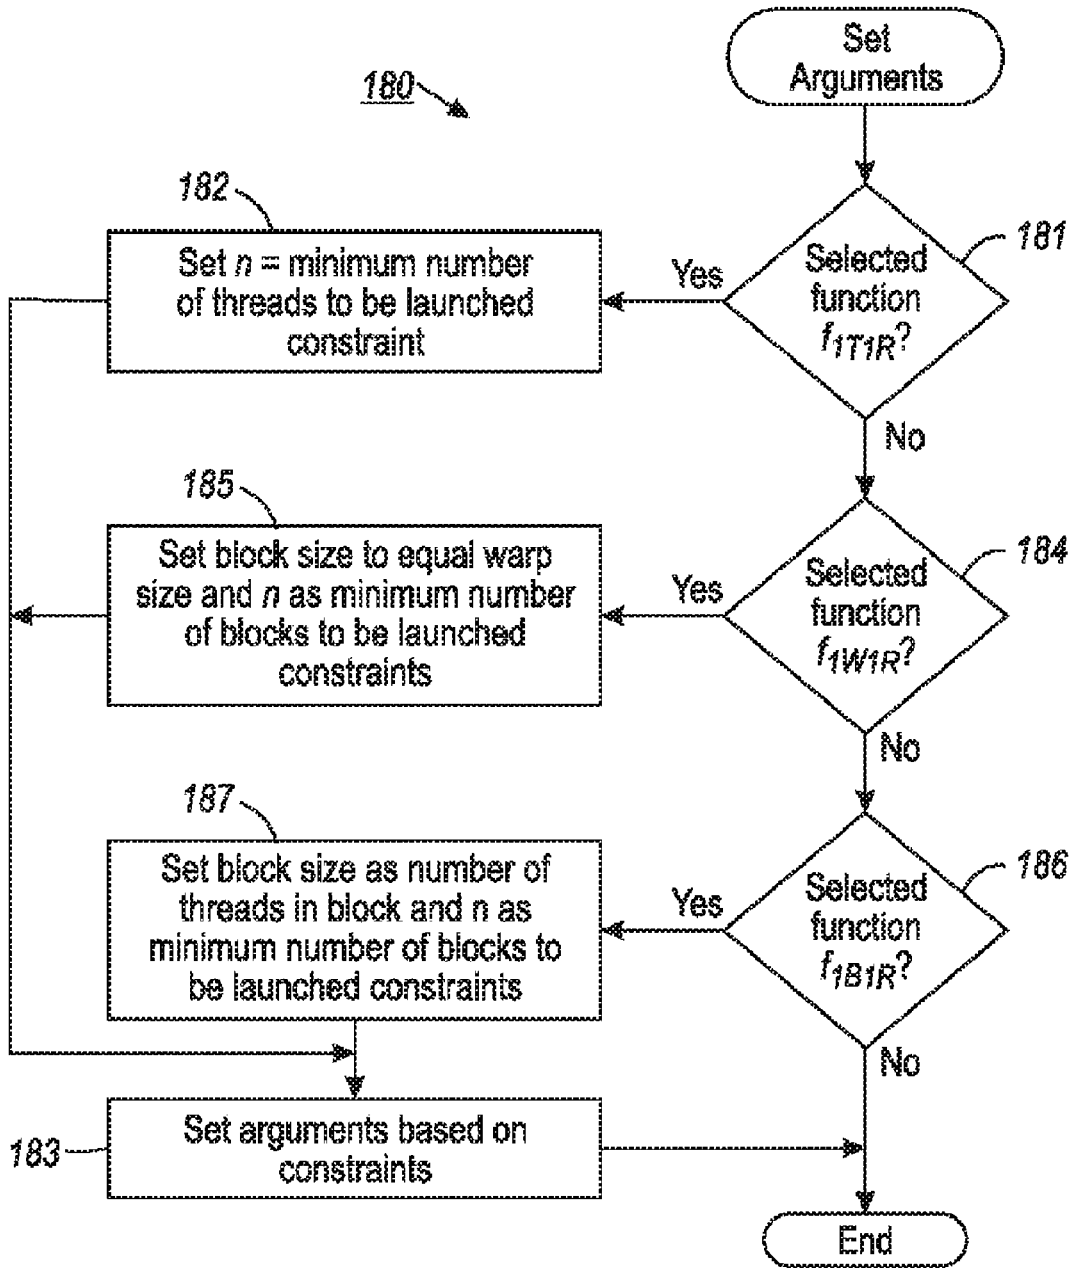 Set
Arguments
180
182
Set n = minimum number
of threads to be launched
constraint
Yes
Selected
function
f1T1R?
181
No
185
Set block size to equal warp
size and n as minimum number
of blocks to be launched
constraints
Yes
Selected
function
f1W1R?
184
No
187
Set block size as number of
threads in block and n as
minimum number of blocks to
be launched constraints
Yes
Selected
function
f1B1R?
186
No
183
Set arguments based on
constraints
End